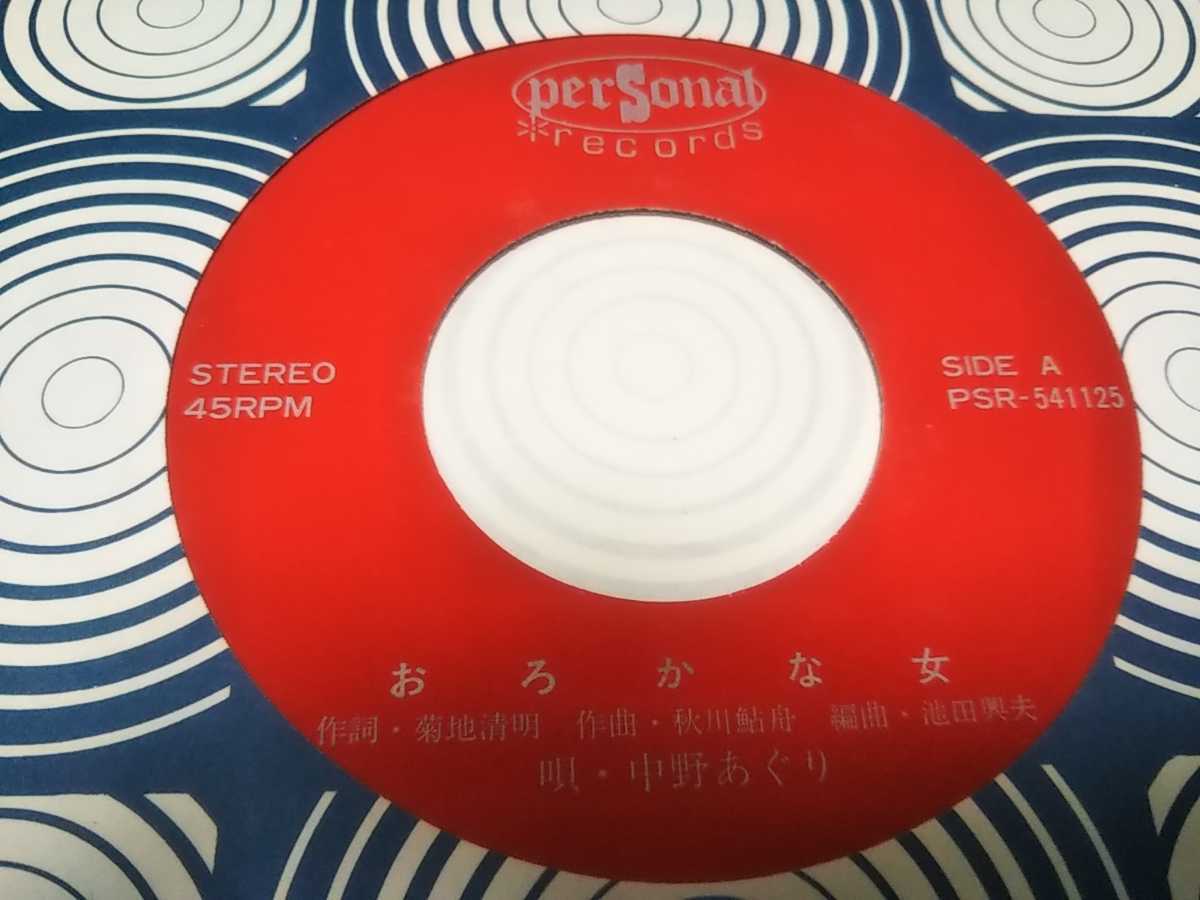 perSonal
*records
STEREO
45RPM
SIDE A
PSR-541125
おろかな女
作詞・菊地清明 作曲・秋川鮎舟 編曲・池田興夫
唄・中野あぐり